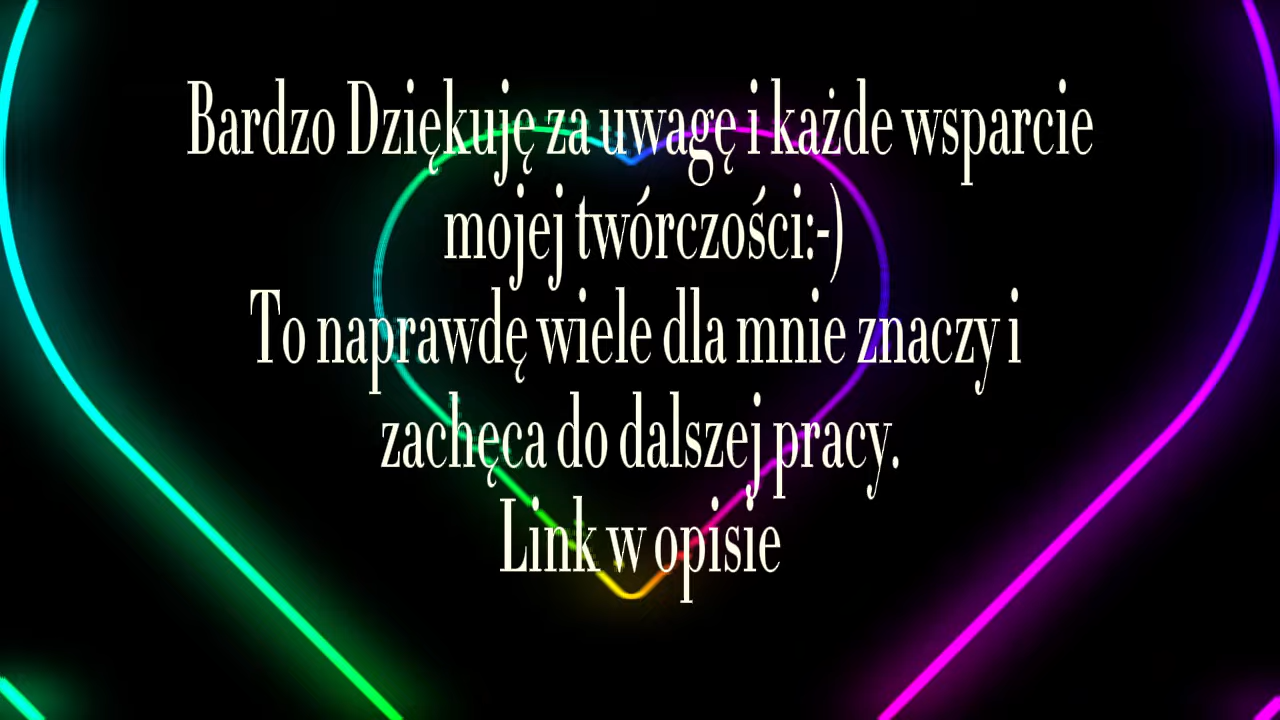 Bardzo Dziękuję za uwagę i każde wsparcie
mojej twórczości:-)
To naprawdę wiele dla mnie znaczy i
zachęca do dalszej pracy.
Link w opisie